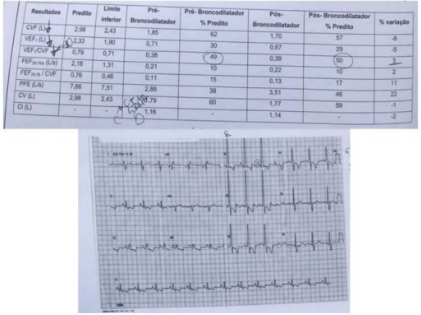 Resultados Predito Limite inferior Pré-Broncodilatador Pré- Broncodilatador % Predito Pós-Broncodilatador Pós- Broncodilatador % Predito % variação
CVF (L) 2,98 2,43 1,85 62 1,70 57 -8
VEF₁ (L) 2,33 1,90 0,71 30 0,67 29 -5
VEF₁/CVF 0,79 0,71 0,38 49 0,39 50
2,18 1,31 0,21 10 0,22 10 2
/ CVF 0,76 0,46 0,11 15 0,13 17 11
PFE (L/s) 7,66 7,51 2,88 38 3,51 46 22
CV (L) 2,98 2,43 1,79 60 1,77 59 -1
CI (L) - - 1,16 - 1,14 - -2